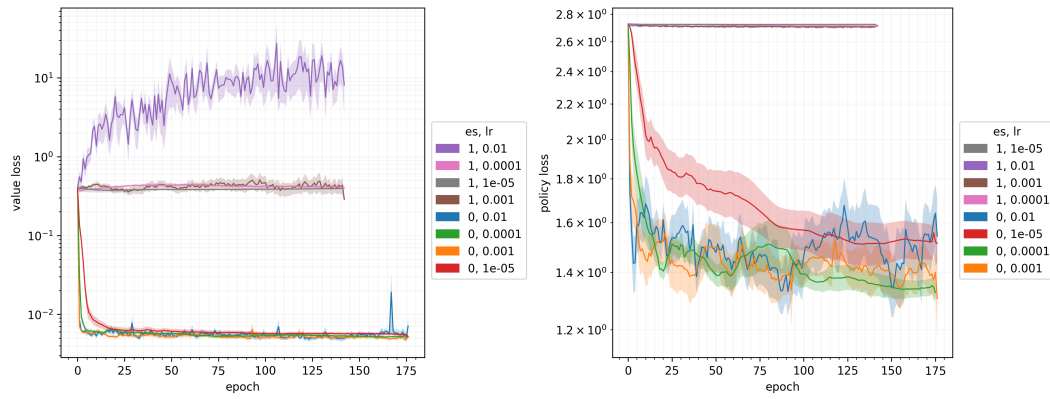 value loss
10¹
10⁰
10⁻¹
10⁻²
0 25 50 75 100 125 150 175
epoch
es, lr
1, 0.01
1, 0.0001
1, 1e-05
1, 0.001
0, 0.01
0, 0.0001
0, 0.001
0, 1e-05
policy loss
2.8 × 10⁰
2.6 × 10⁰
2.4 × 10⁰
2.2 × 10⁰
2 × 10⁰
1.8 × 10⁰
1.6 × 10⁰
1.4 × 10⁰
1.2 × 10⁰
0 25 50 75 100 125 150 175
epoch
es, lr
1, 1e-05
1, 0.01
1, 0.001
1, 0.0001
0, 0.01
0, 1e-05
0, 0.0001
0, 0.001